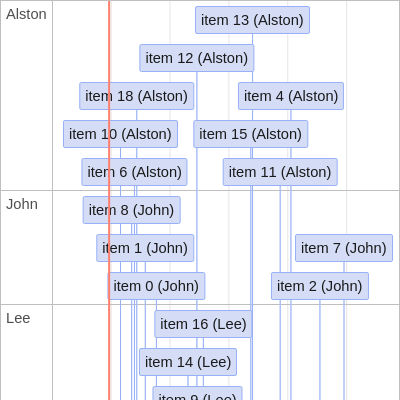 Alston
item 13 (Alston)
item 12 (Alston)
item 18 (Alston)
item 4 (Alston)
item 10 (Alston)
item 15 (Alston)
item 6 (Alston)
item 11 (Alston)
John
item 8 (John)
item 1 (John)
item 7 (John)
item 0 (John)
item 2 (John)
Lee
item 16 (Lee)
item 14 (Lee)
item 9 (Lee)